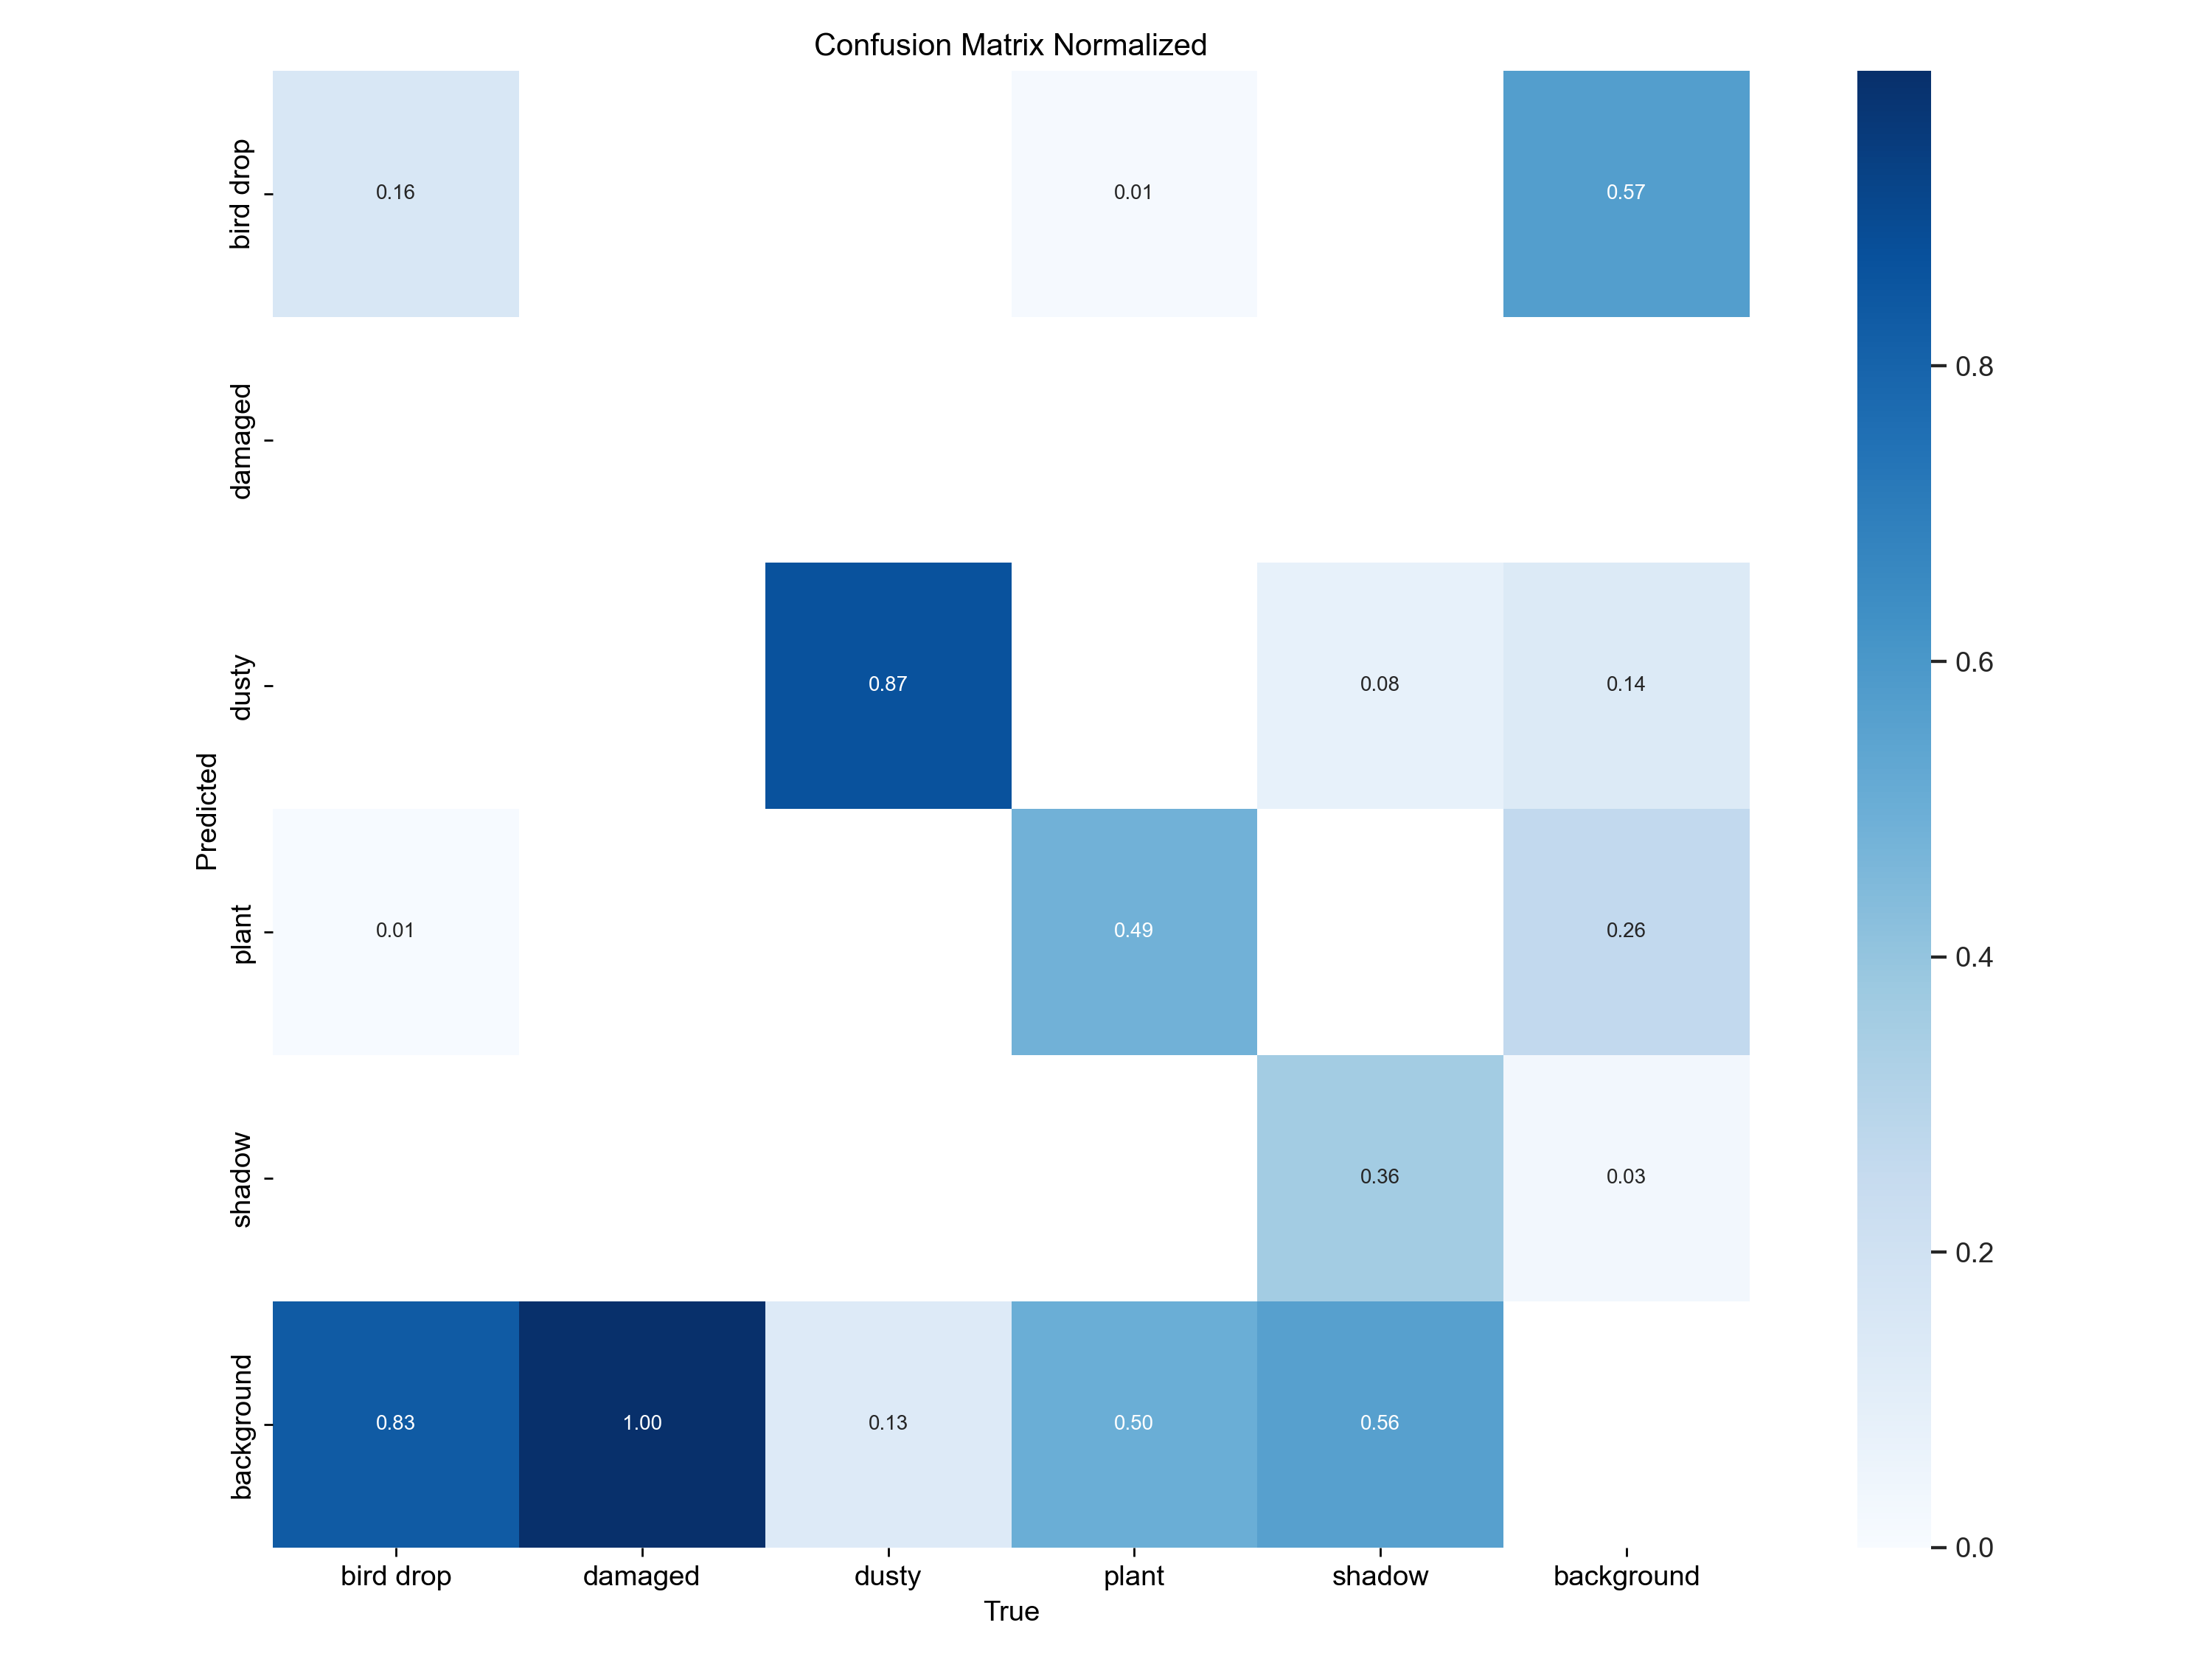 Confusion Matrix Normalized
bird drop
0.16
0.01
0.57
damaged
0.8
dusty
0.87
0.08
0.14
0.6
Predicted
plant
0.01
0.49
0.26
0.4
shadow
0.36
0.03
0.2
background
0.83
1.00
0.13
0.50
0.56
0.0
bird drop
damaged
dusty
plant
shadow
background
True